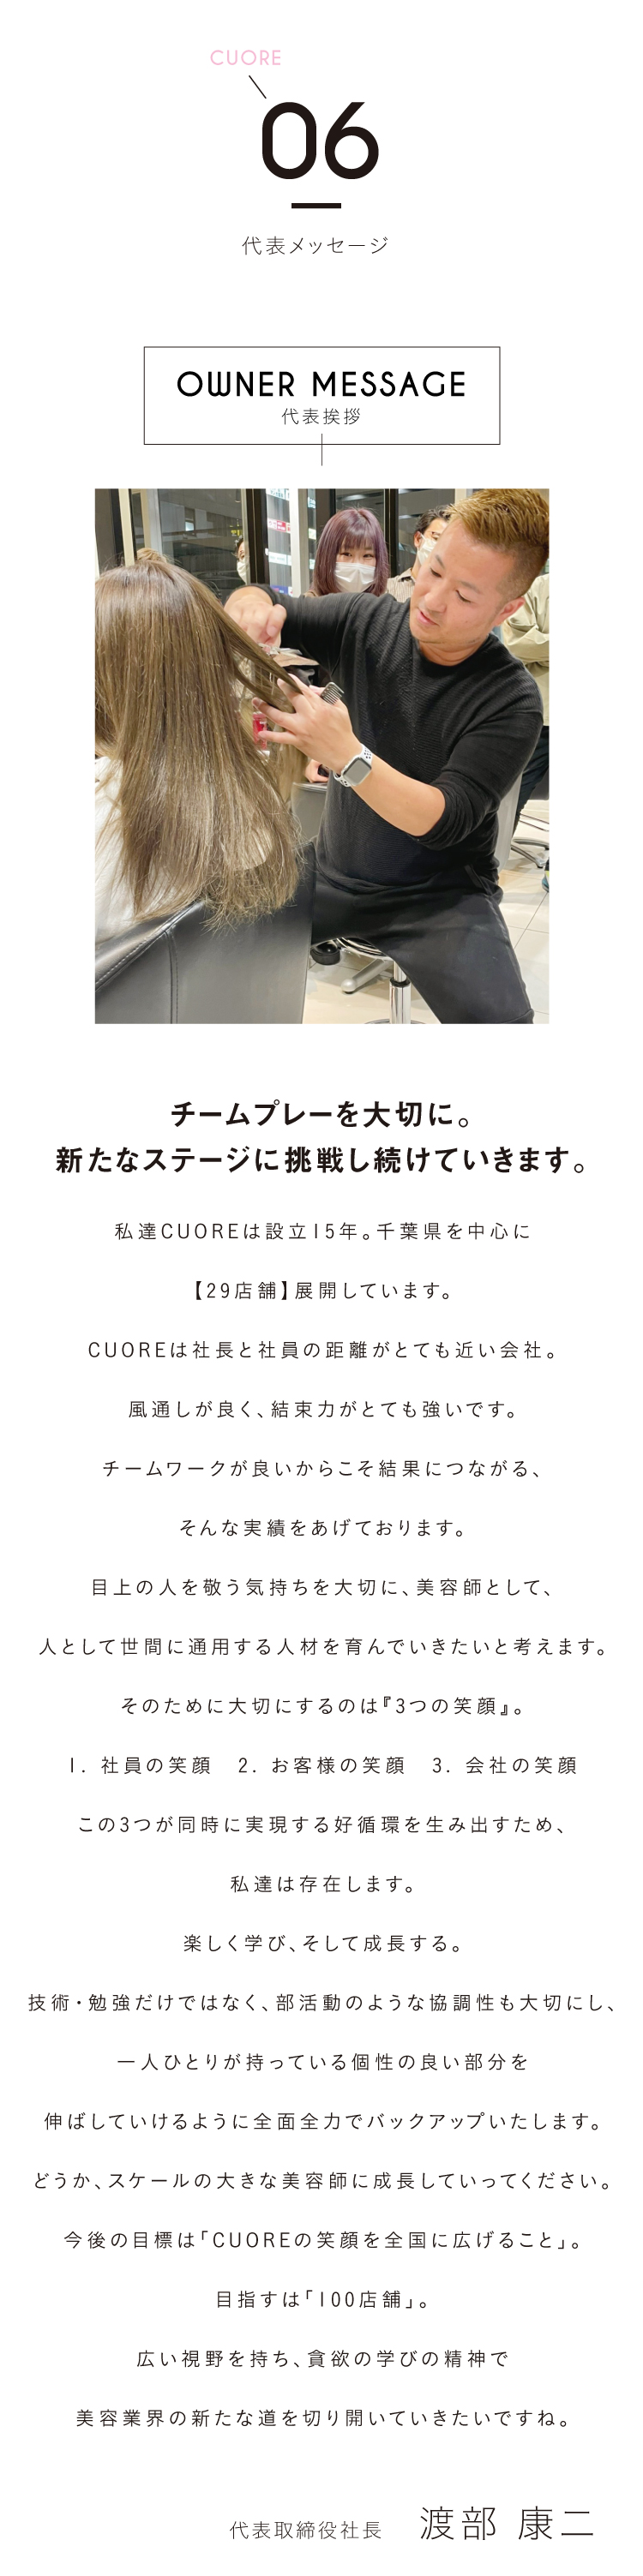 CUORE
06
代表メッセージ
OWNER MESSAGE
代表挨拶
チームプレーを大切に。
新たなステージに挑戦し続けていきます。
私達CUOREは設立15年。千葉県を中心に
【29店舗】展開しています。
CUOREは社長と社員の距離がとても近い会社。
風通しが良く、結束力がとても強いです。
チームワークが良いからこそ結果につながる、
そんな実績をあげております。
目上の人を敬う気持ちを大切に、美容師として、
人として世間に通用する人材を育んでいきたいと考えます。
そのために大切にするのは『3つの笑顔』。
1. 社員の笑顔　2. お客様の笑顔　3. 会社の笑顔
この3つが同時に実現する好循環を生み出すため、
私達は存在します。
楽しく学び、そして成長する。
技術・勉強だけではなく、部活動のような協調性も大切にし、
一人ひとりが持っている個性の良い部分を
伸ばしていけるように全面全力でバックアップいたします。
どうか、スケールの大きな美容師に成長していってください。
今後の目標は「CUOREの笑顔を全国に広げること」。
目指すは「100店舗」。
広い視野を持ち、貪欲の学びの精神で
美容業界の新たな道を切り開いていきたいですね。
代表取締役社長　渡部 康二